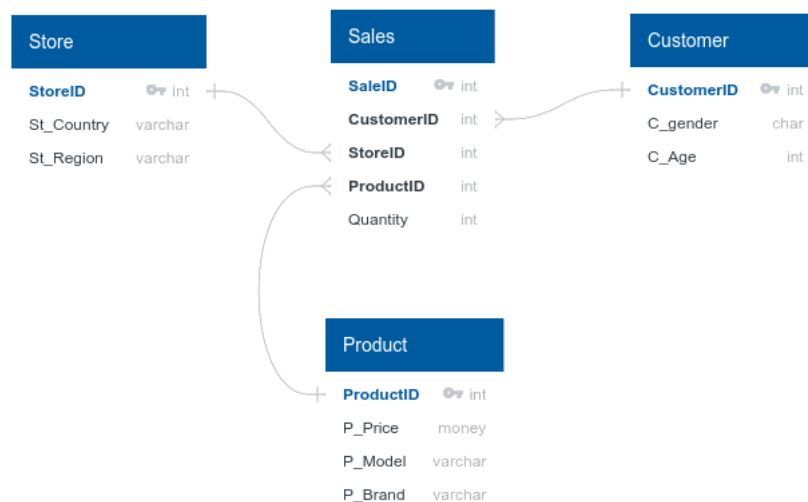 Store
StoreID int
St_Country varchar
St_Region varchar
Sales
SaleID int
CustomerID int
StoreID int
ProductID int
Quantity int
Customer
CustomerID int
C_gender char
C_Age int
Product
ProductID int
P_Price money
P_Model varchar
P_Brand varchar